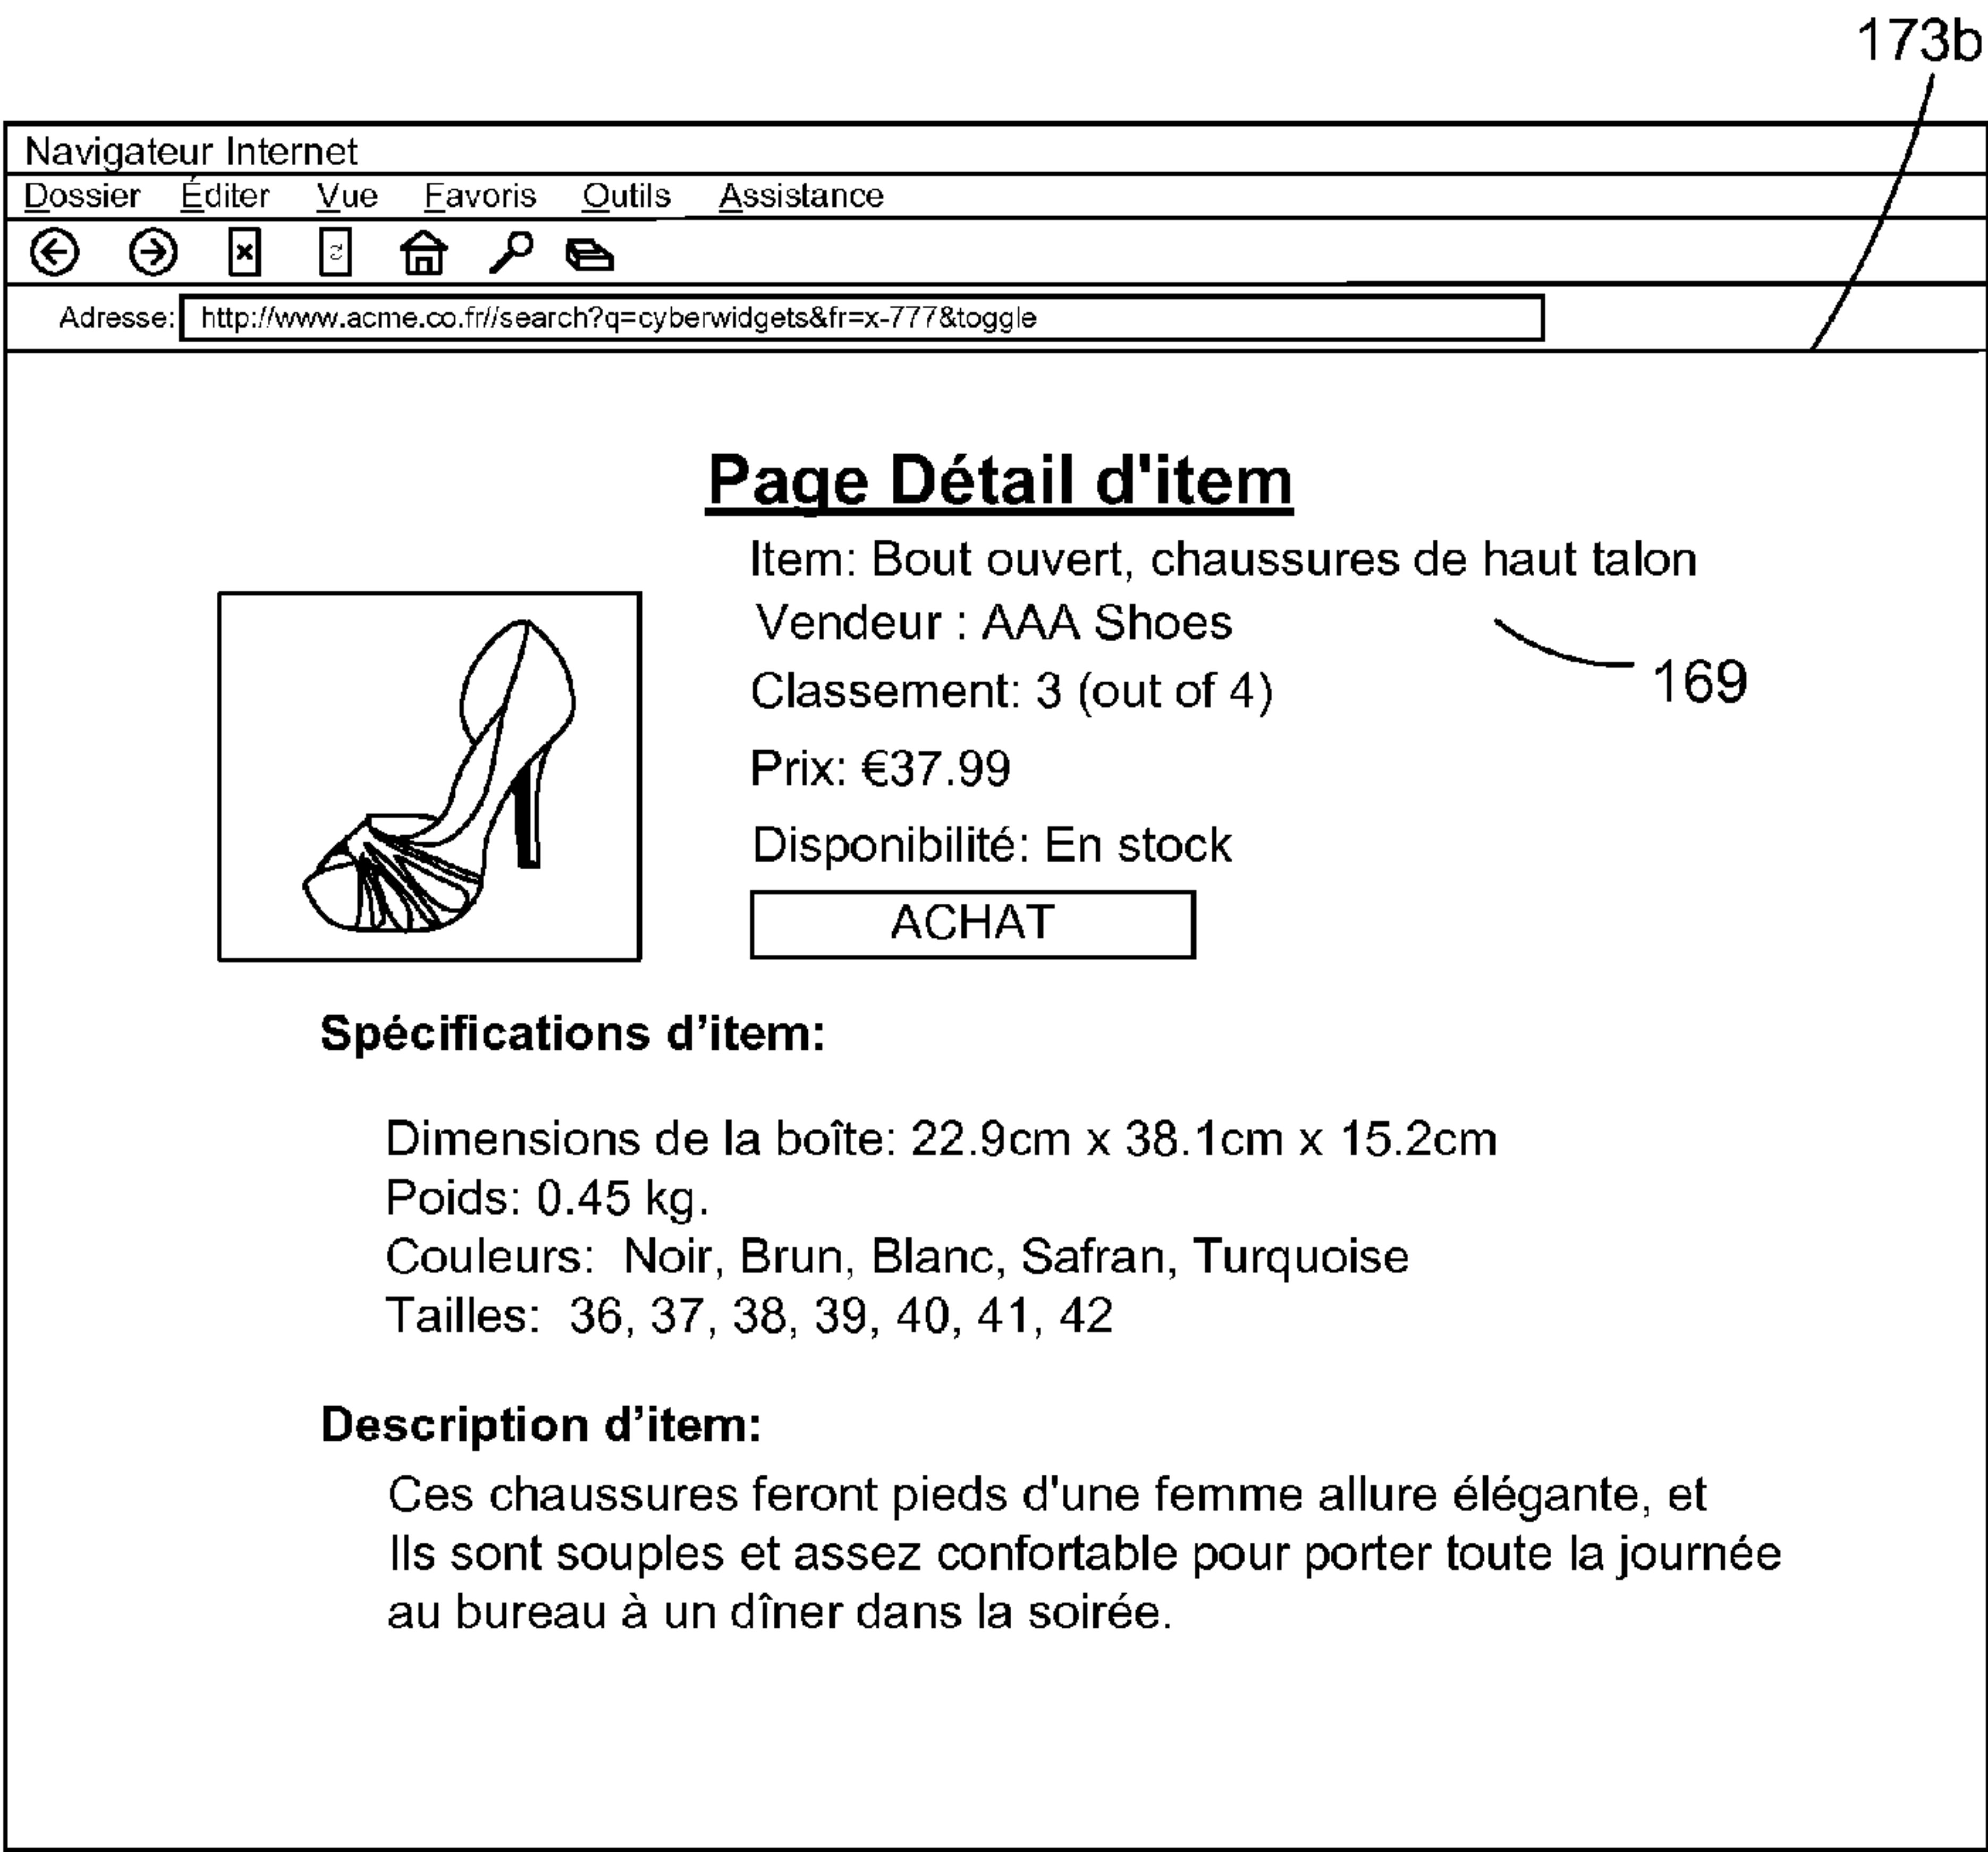 173b
Navigateur Internet
Dossier Éditer Vue Favoris Outils Assistance
Adresse: http://www.acme.co.fr//search?q=cyberwidgets&fr=x-777&toggle
Page Détail d'item
Item: Bout ouvert, chaussures de haut talon
Vendeur : AAA Shoes
169
Classement: 3 (out of 4)
Prix: €37.99
Disponibilité: En stock
ACHAT
Spécifications d’item:
Dimensions de la boîte: 22.9cm x 38.1cm x 15.2cm
Poids: 0.45 kg.
Couleurs: Noir, Brun, Blanc, Safran, Turquoise
Tailles: 36, 37, 38, 39, 40, 41, 42
Description d’item:
Ces chaussures feront pieds d'une femme allure élégante, et
Ils sont souples et assez confortable pour porter toute la journée
au bureau à un dîner dans la soirée.